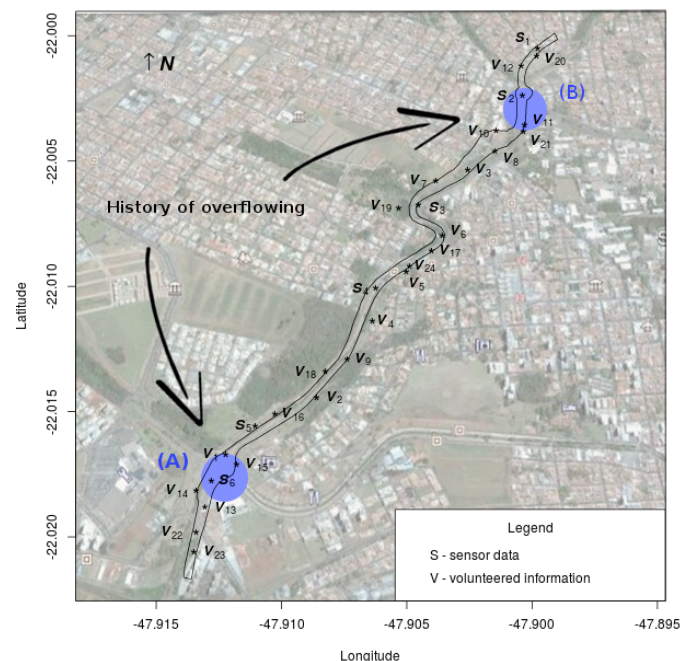 -22.000
-22.005
-22.010
-22.015
-22.020
Latitude
↑ N
S1
V20
V12
S2
(B)
V11
V10
V21
V8
V3
V7
V19
S3
History of overflowing
V6
V17
V24
S4
V5
V4
V9
V18
V2
V16
S5
V1
(A)
V15
S6
V14
V13
V22
V23
Legend
S - sensor data
V - volunteered information
-47.915
-47.910
-47.905
-47.900
-47.895
Longitude